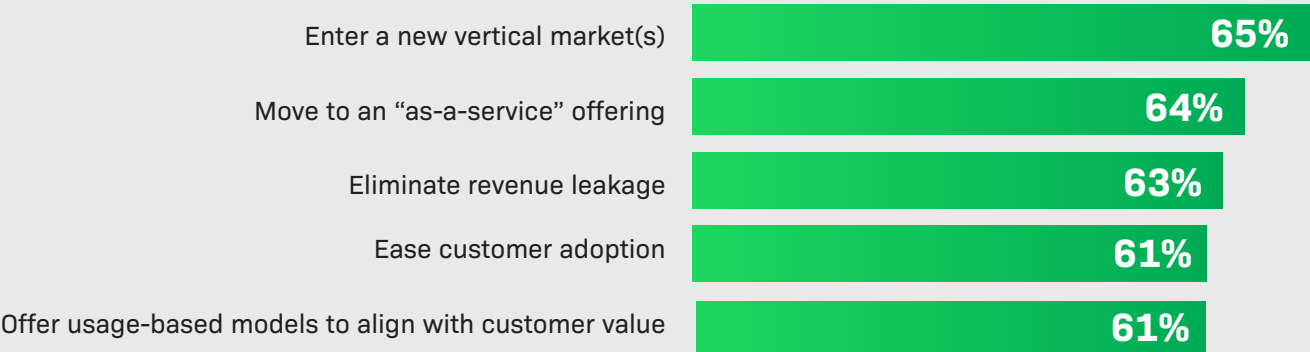 Enter a new vertical market(s) 65%
Move to an “as-a-service” offering 64%
Eliminate revenue leakage 63%
Ease customer adoption 61%
Offer usage-based models to align with customer value 61%